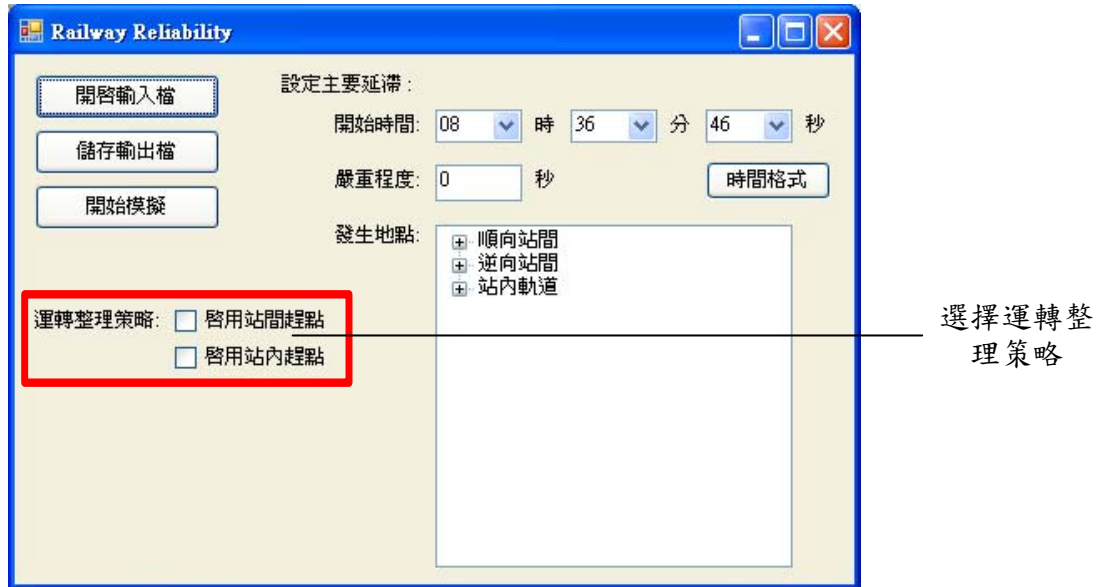 Railway Reliability
開啓輸入檔
儲存輸出檔
開始模擬
設定主要延滯 :
開始時間: 08 時 36 分 46 秒
嚴重程度: 0 秒
時間格式
發生地點:
順向站間
逆向站間
站內軌道
運轉整理策略: 啓用站間趕點
啓用站內趕點
選擇運轉整
理策略